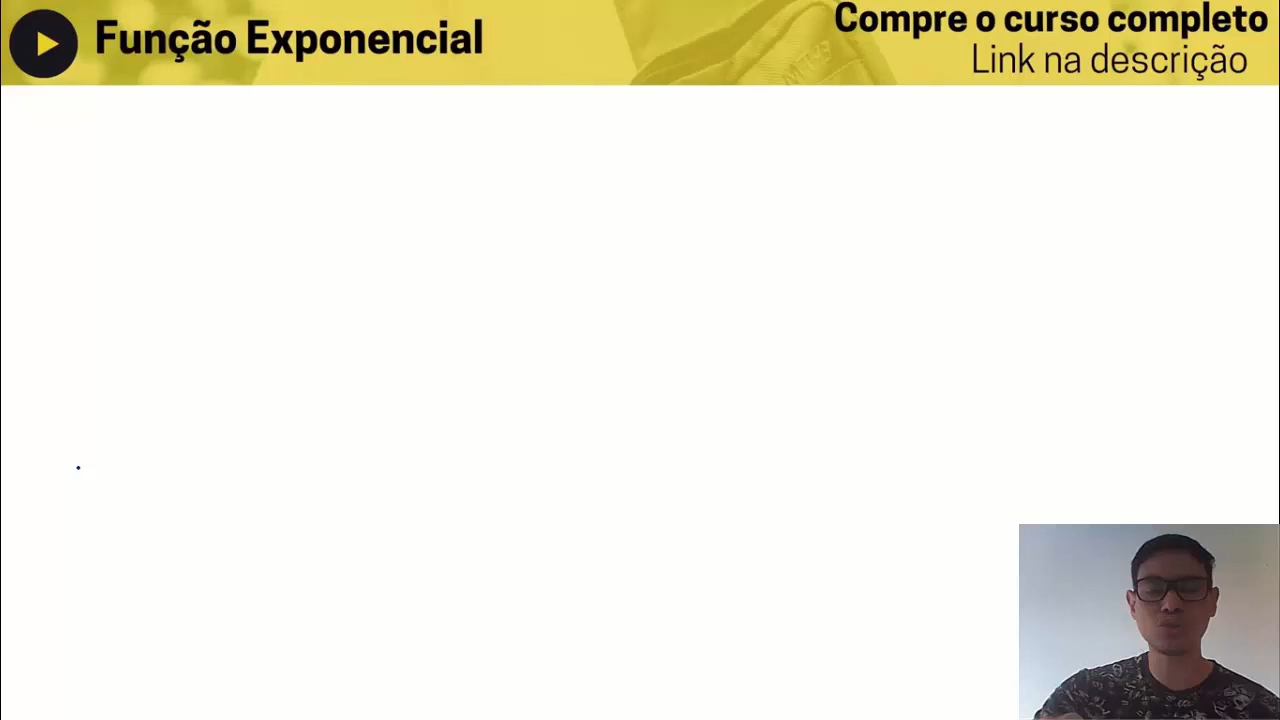 Função Exponencial
Compre o curso completo
Link na descrição